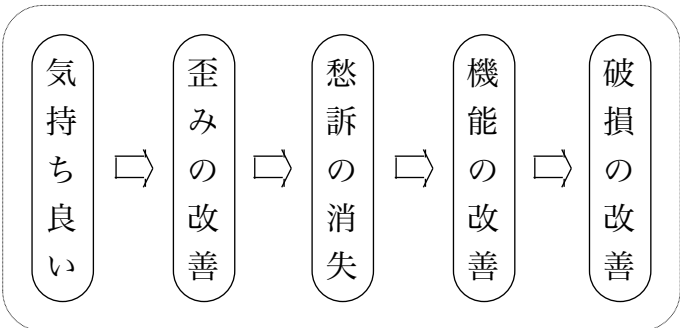 気持ち良い
歪みの改善
愁訴の消失
機能の改善
破損の改善